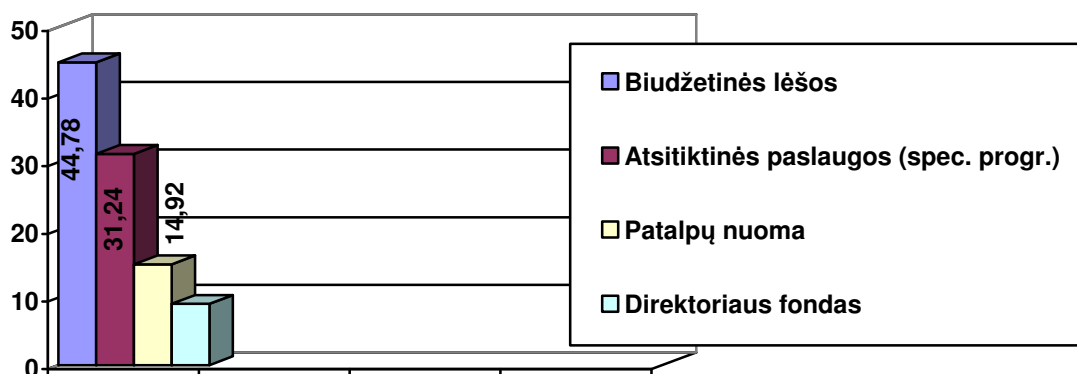 50
40
30
20
10
0
44,78
31,24
14,92
Biudžetinės lėšos
Atsitiktinės paslaugos (spec. progr.)
Patalpų nuoma
Direktoriaus fondas